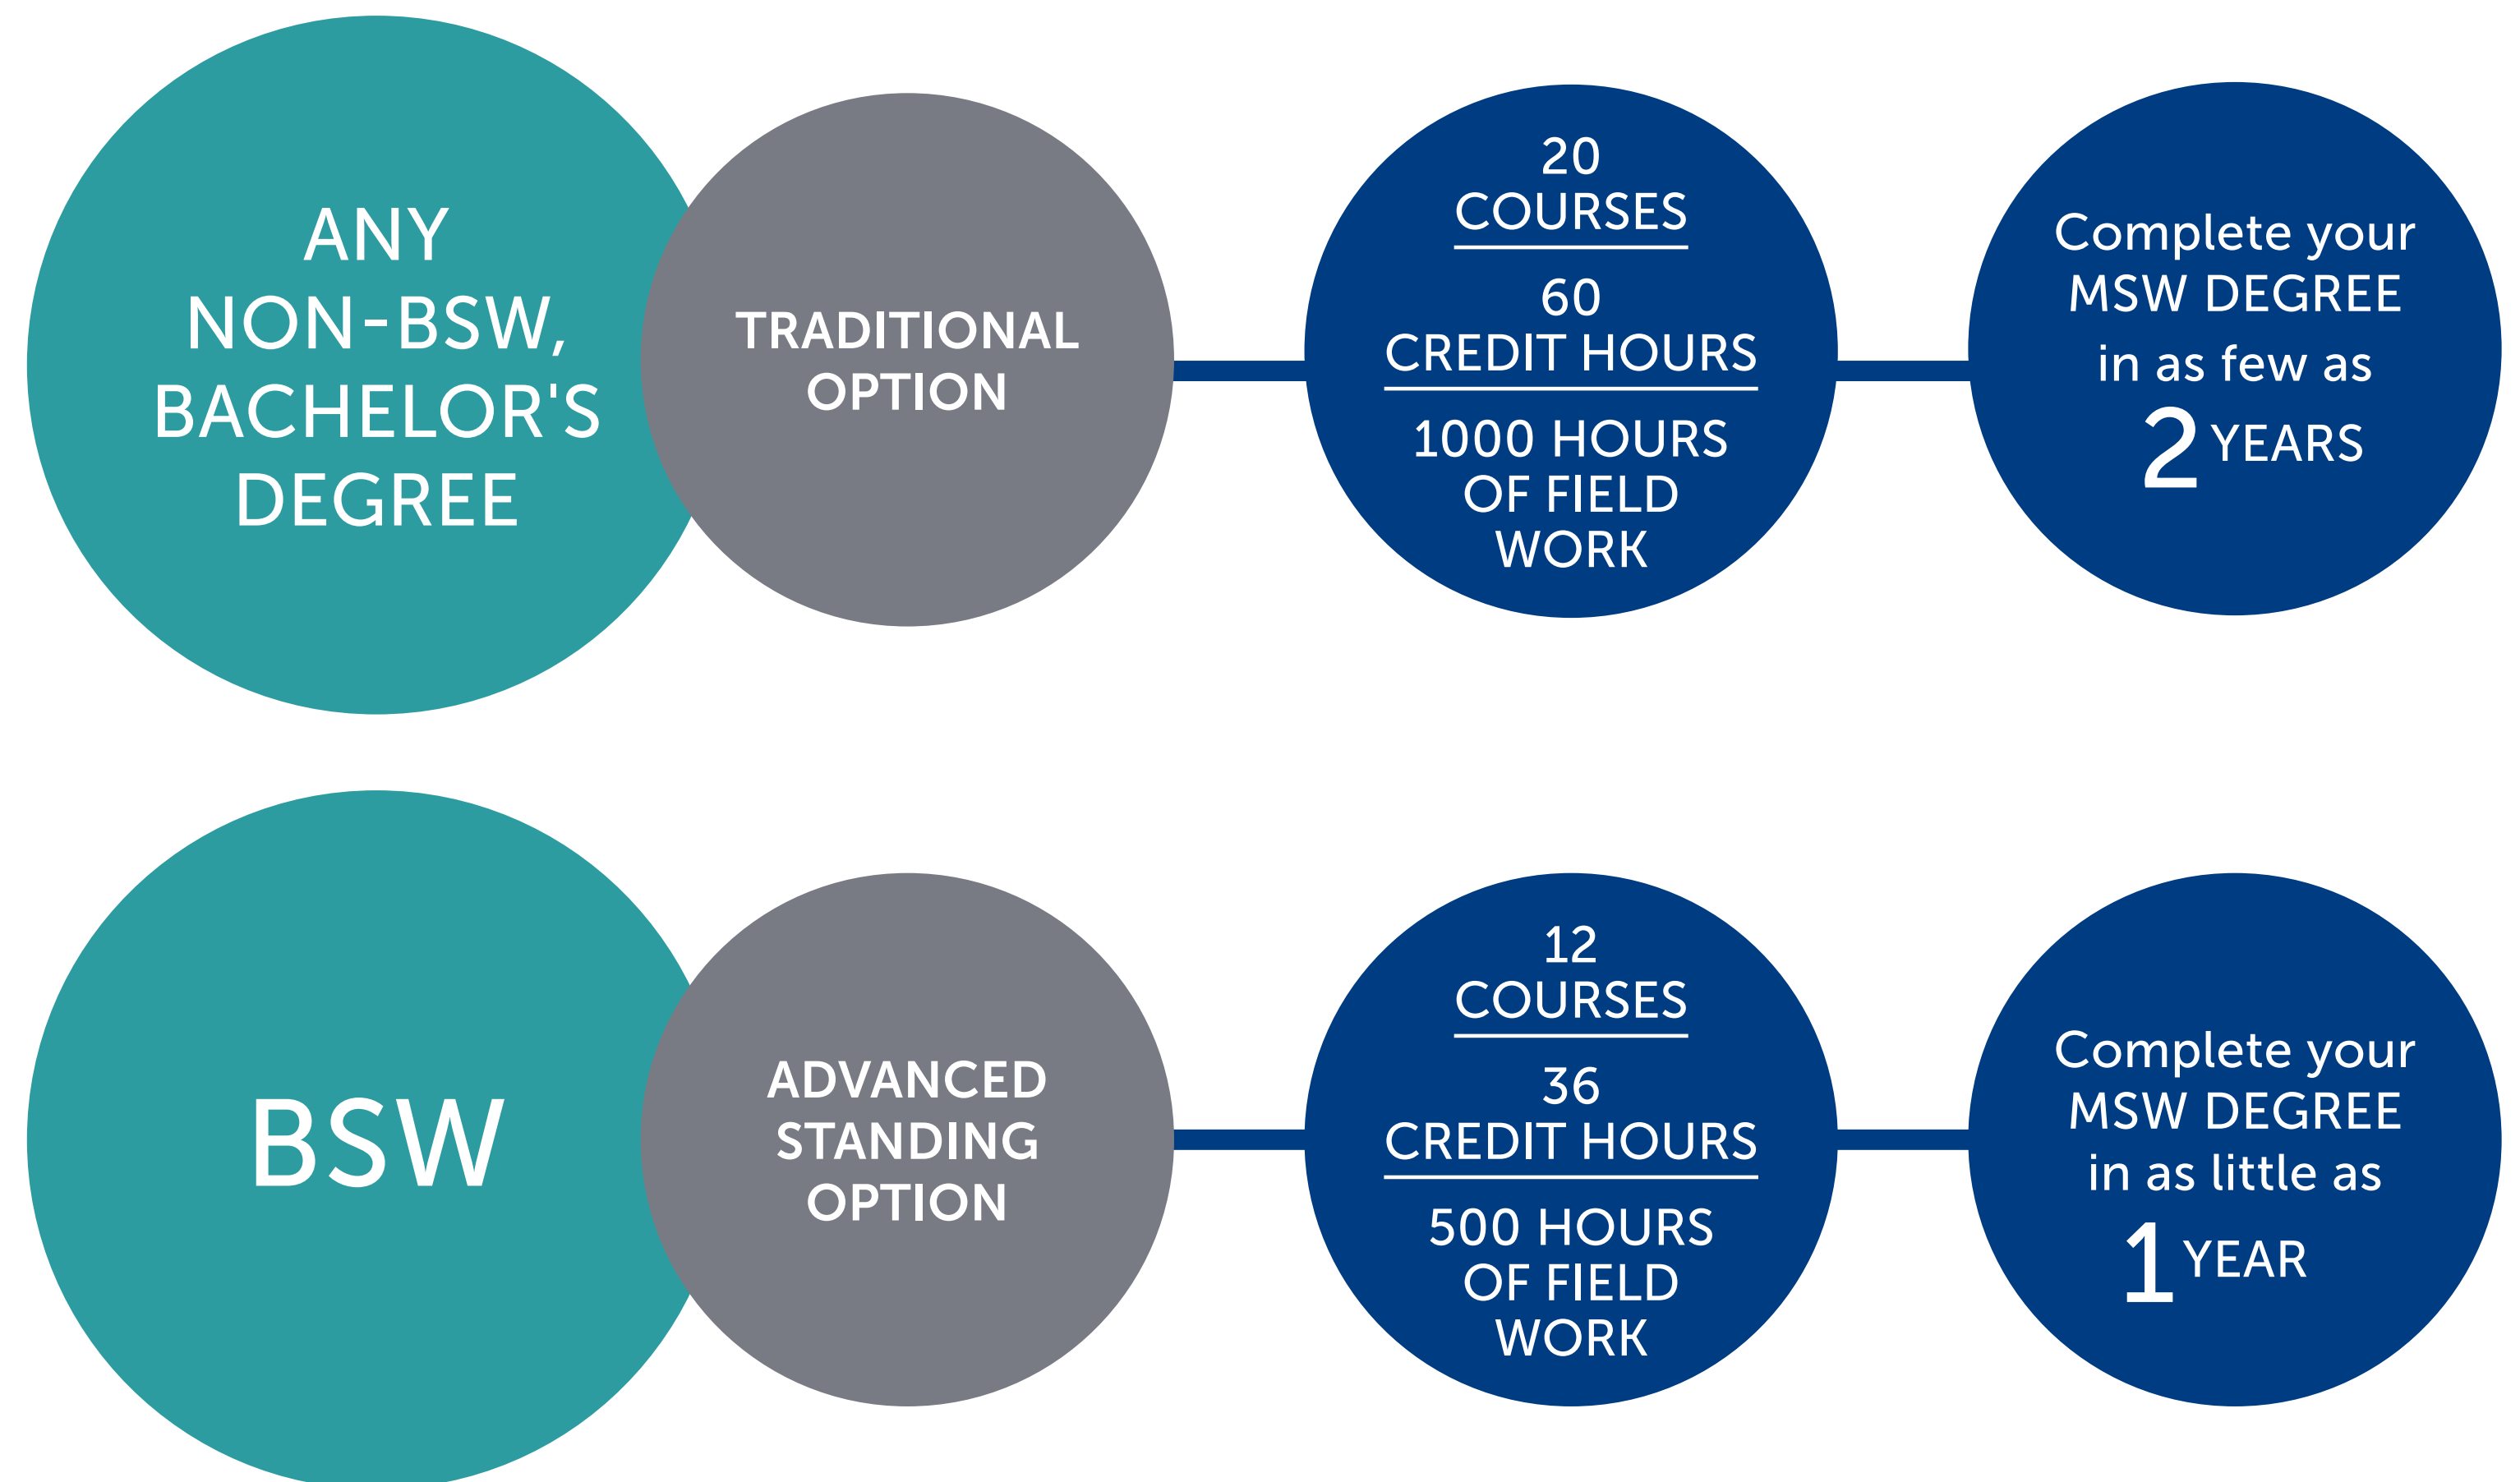 ANY
NON-BSW,
BACHELOR'S
DEGREE
TRADITIONAL
OPTION
20
COURSES
60
CREDIT HOURS
1000 HOURS
OF FIELD
WORK
Complete your
MSW DEGREE
in as few as
2 YEARS
BSW
ADVANCED
STANDING
OPTION
12
COURSES
36
CREDIT HOURS
500 HOURS
OF FIELD
WORK
Complete your
MSW DEGREE
in as little as
1 YEAR